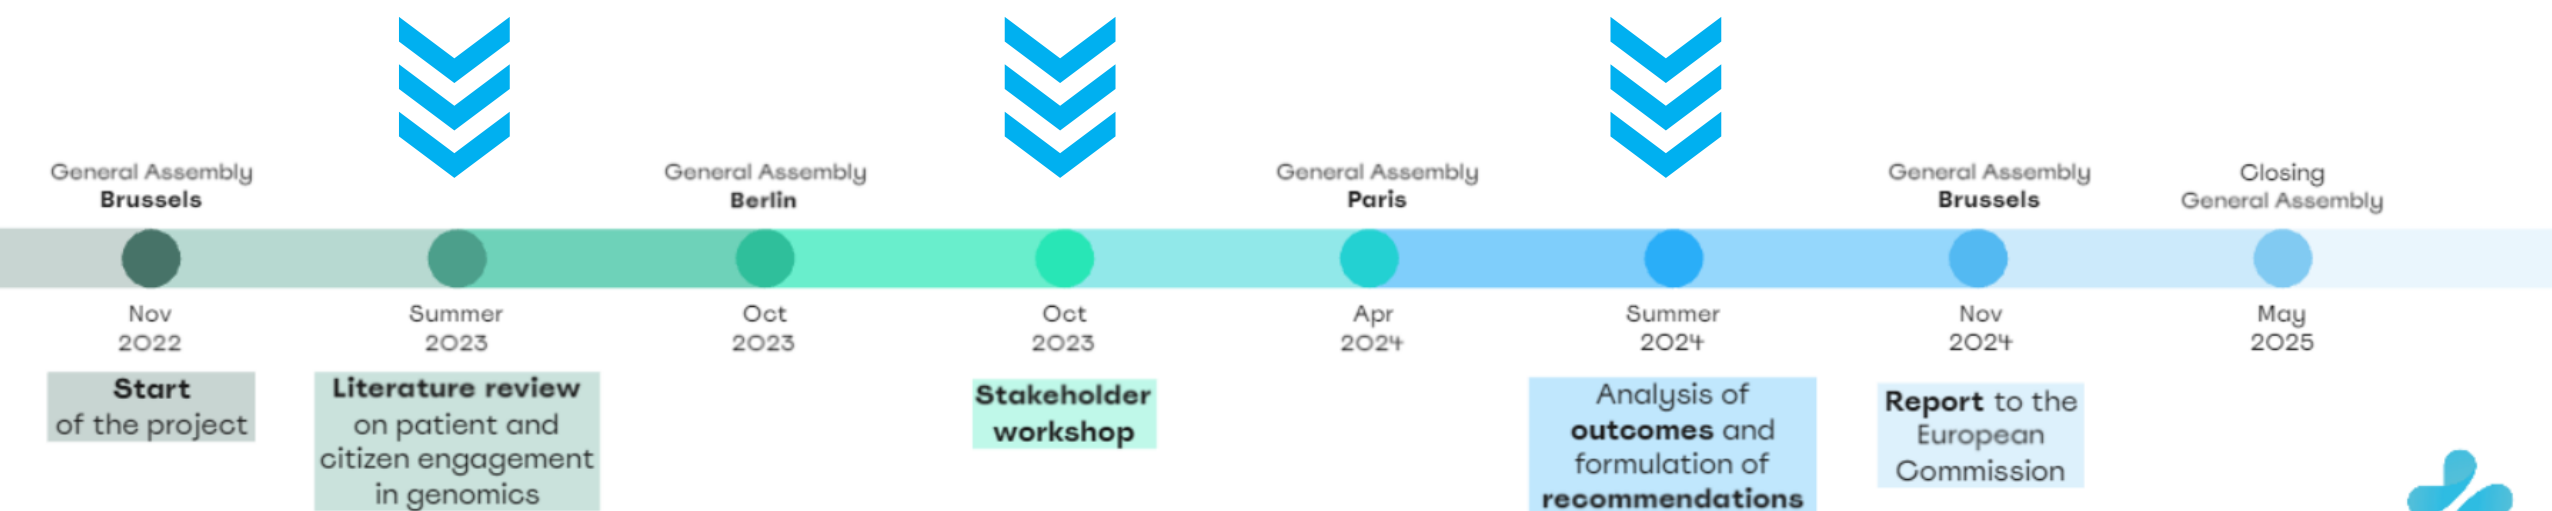 General Assembly
Brussels
General Assembly
Berlin
General Assembly
Paris
General Assembly
Brussels
Closing
General Assembly
Nov
2022
Summer
2023
Oct
2023
Oct
2023
Apr
2024
Summer
2024
Nov
2024
May
2025
Start
of the project
Literature review
on patient and
citizen engagement
in genomics
Stakeholder
workshop
Analysis of
outcomes and
formulation of
recommendations
Report to the
European
Commission